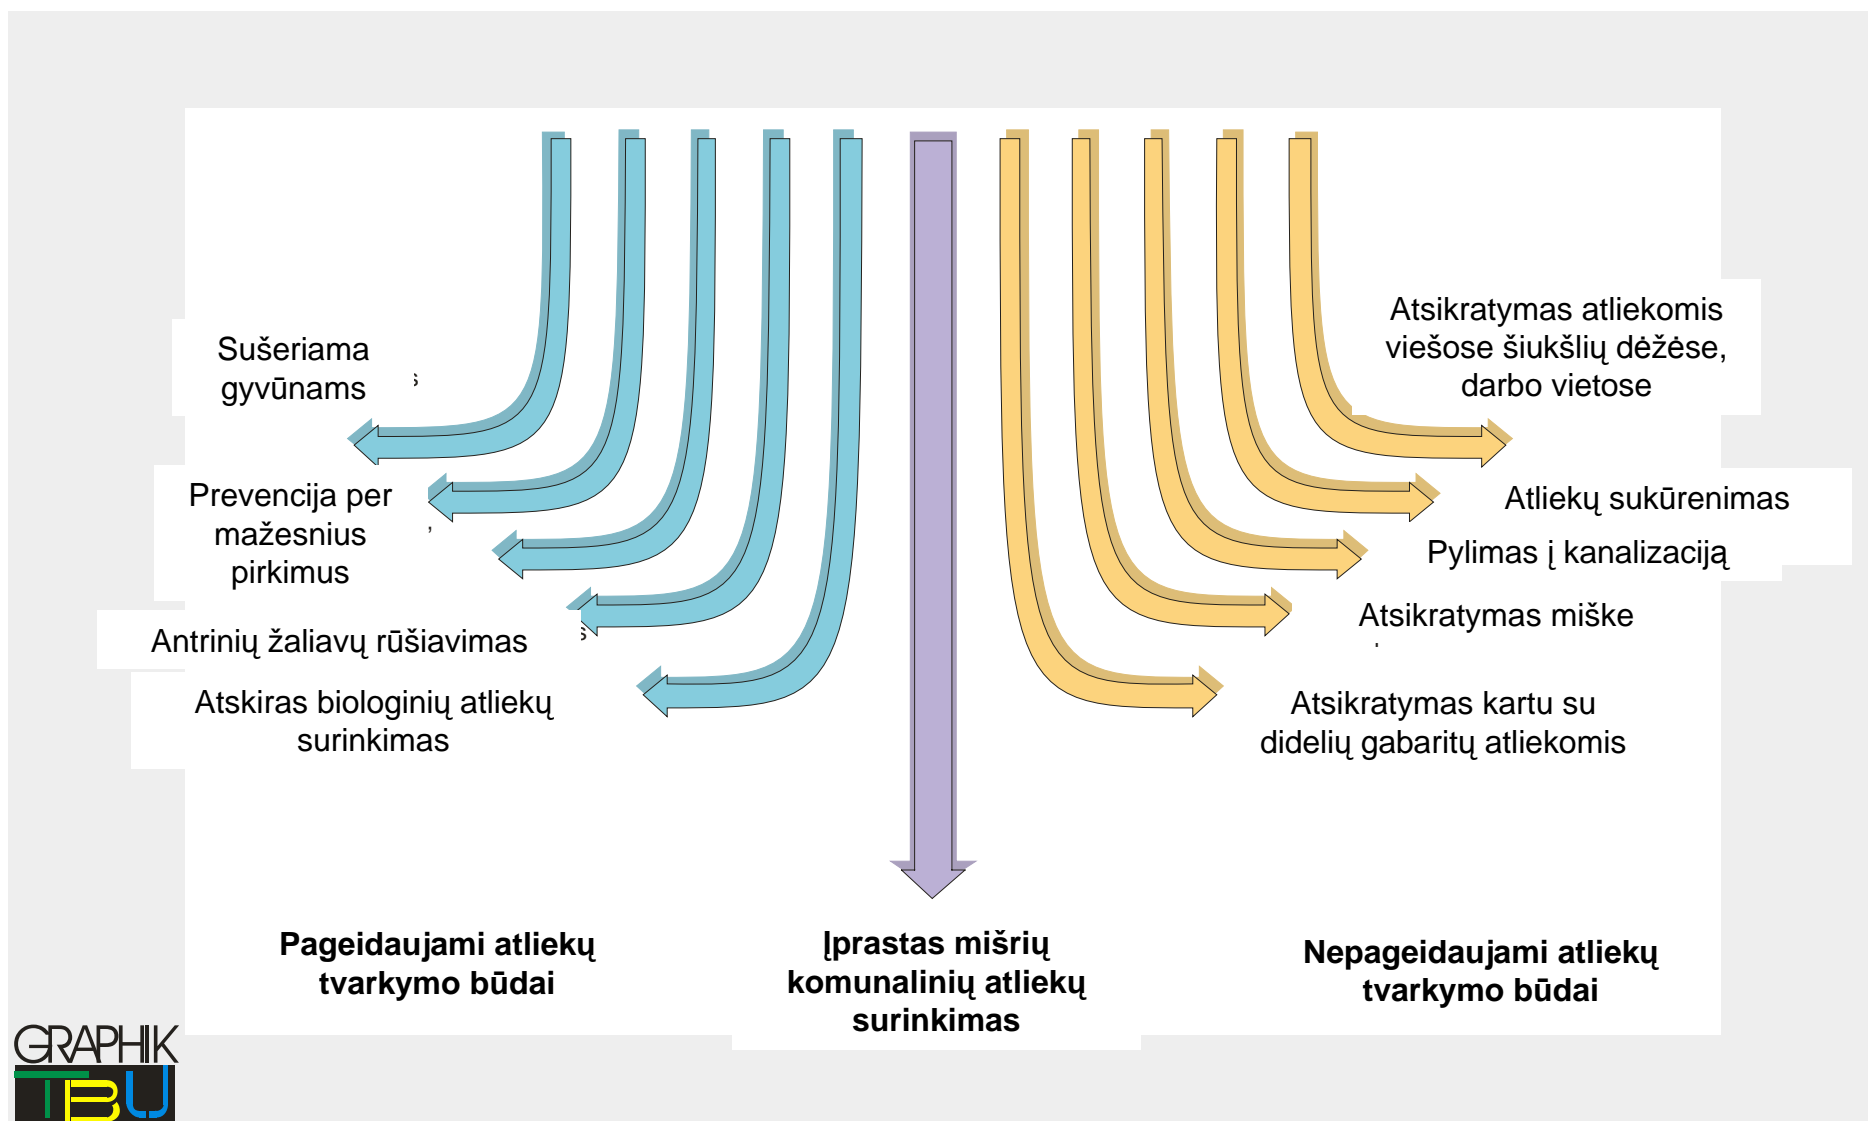 Sušeriama
gyvūnams
Prevencija per
mažesnius
pirkimus
Antrinių žaliavų rūšiavimas
Atskiras biologinių atliekų
surinkimas
Atsikratymas atliekomis
viešose šiukšlių dėžėse,
darbo vietose
Atliekų sukūrenimas
Pylimas į kanalizaciją
Atsikratymas miške
Atsikratymas kartu su
didelių gabaritų atliekomis
Pageidaujami atliekų
tvarkymo būdai
Įprastas mišrių
komunalinių atliekų
surinkimas
Nepageidaujami atliekų
tvarkymo būdai
GRAPHIK
TBU